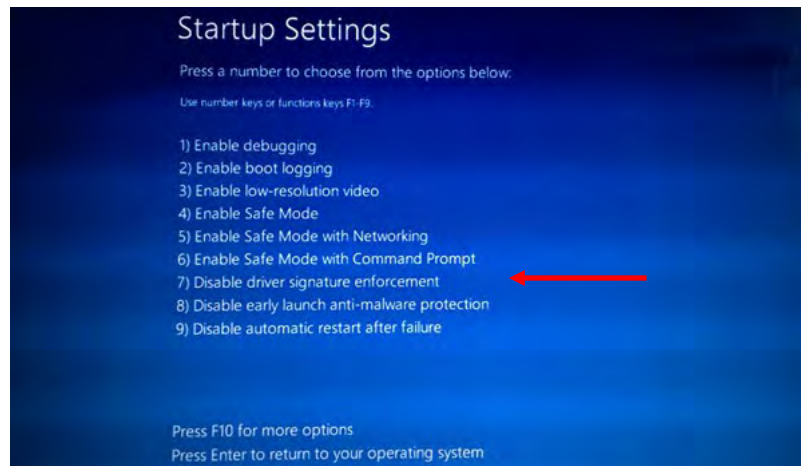 Startup Settings
Press a number to choose from the options below:
Use number keys or functions keys F1-F9.
1) Enable debugging
2) Enable boot logging
3) Enable low-resolution video
4) Enable Safe Mode
5) Enable Safe Mode with Networking
6) Enable Safe Mode with Command Prompt
7) Disable driver signature enforcement
8) Disable early launch anti-malware protection
9) Disable automatic restart after failure
Press F10 for more options
Press Enter to return to your operating system